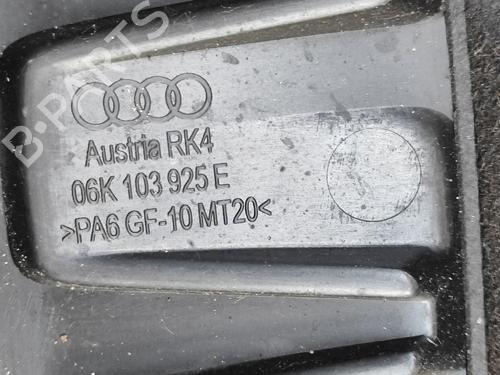 B-PARTS
Austria RK4
06K 103 925 E
>PA6 GF-10 MT20<